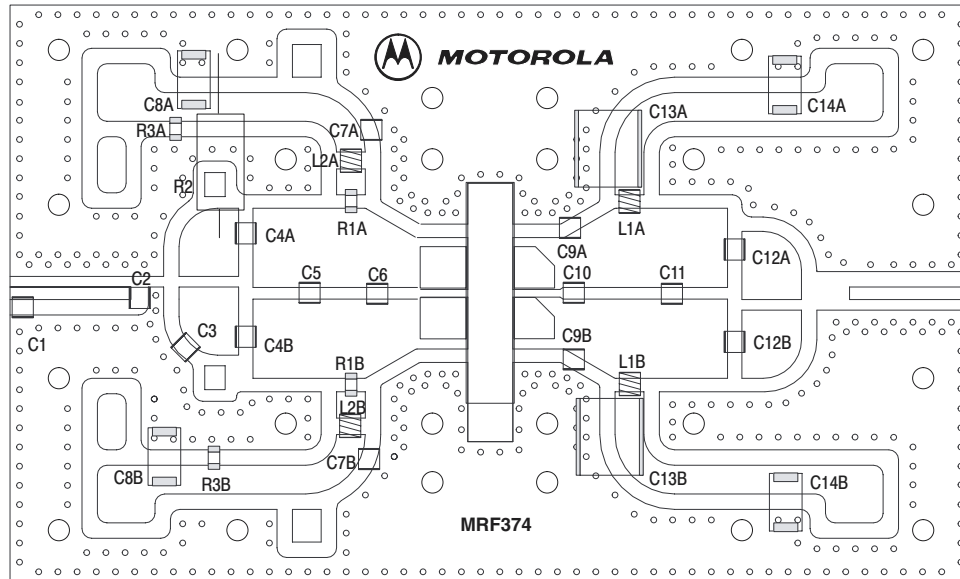 MOTOROLA
C8A
R3A
C7A
L2A
R2
R1A
C4A
C13A
C14A
L1A
C9A
C12A
C2
C5
C6
C10
C11
C1
C3
C4B
C9B
C12B
R1B
L1B
L2B
C8B
R3B
C7B
C13B
C14B
MRF374